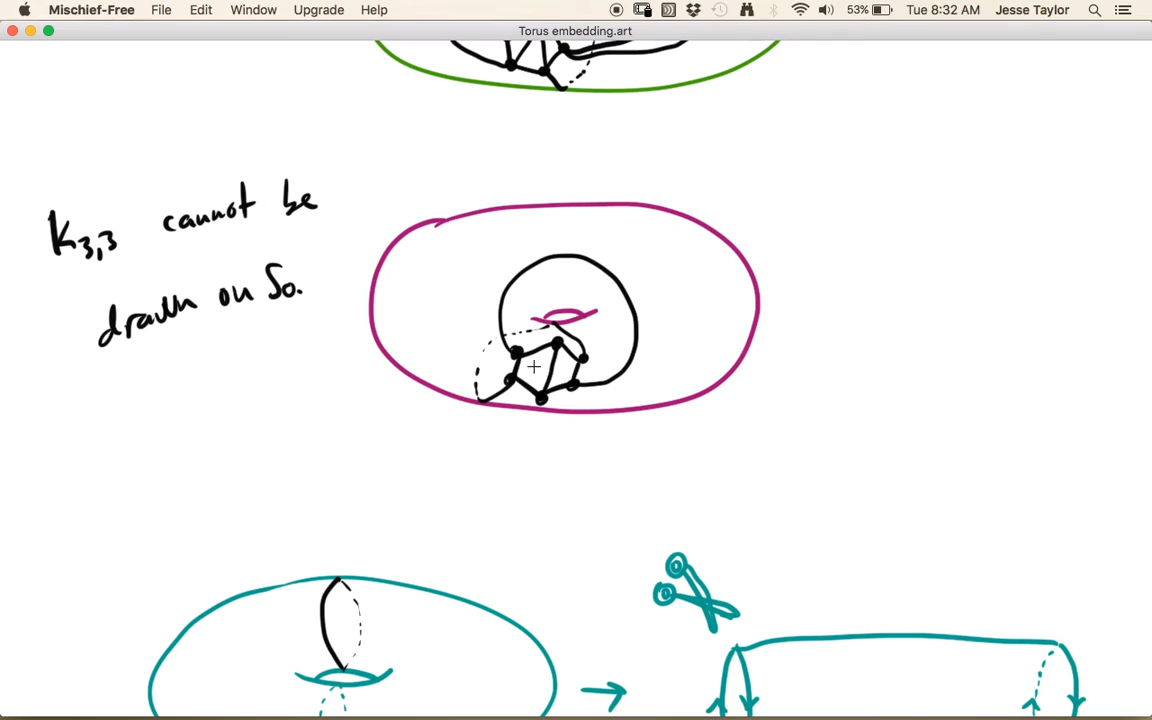 Mischief-Free File Edit Window Upgrade Help 53% Tue 8:32 AM Jesse Taylor
Torus embedding.art
K3,3 cannot be
drawn on S0.